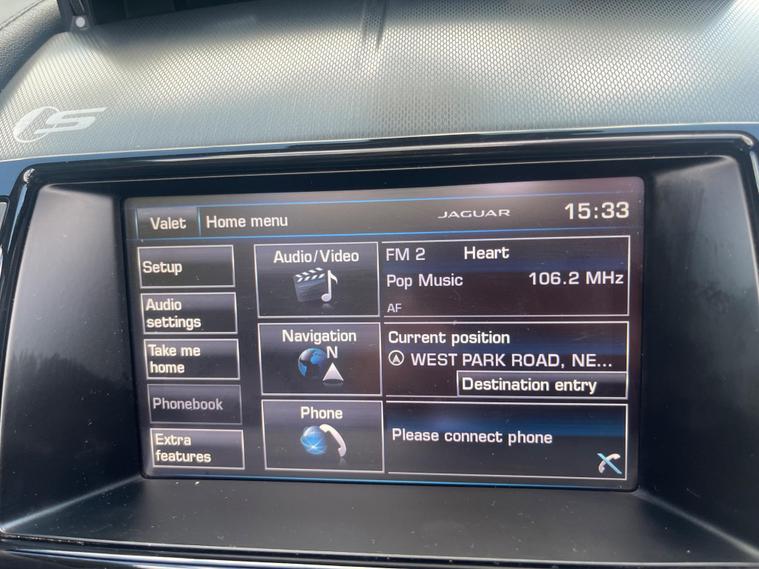 S
Valet
Home menu
JAGUAR
15:33
Setup
Audio
settings
Take me
home
Phonebook
Extra
features
Audio/Video
Navigation
N
Phone
FM 2
Heart
Pop Music
106.2 MHz
AF
Current position
WEST PARK ROAD, NE...
Destination entry
Please connect phone